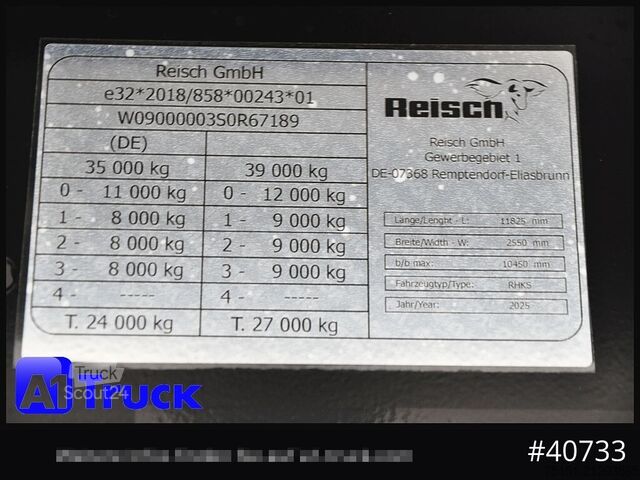 Reisch GmbH
e32*2018/858*00243*01
W09000003S0R67189
(DE)
35 000 kg 39 000 kg
0 - 11 000 kg 0 - 12 000 kg
1 - 8 000 kg 1 - 9 000 kg
2 - 8 000 kg 2 - 9 000 kg
3 - 8 000 kg 3 - 9 000 kg
4 - ----- 4 - -----
T. 24 000 kg T. 27 000 kg
Reisch
Reisch GmbH
Gewerbegebiet 1
DE-07368 Remptendorf-Eliasbrunn
Länge/Lenght - L: 11825 mm
Breite/Width - W: 2550 mm
b/b max: 10450 mm
Fahrzeugtyp/Type: RHKS
Jahr/Year: 2025
A1 TRUCK
Truck
Scout24
#40733